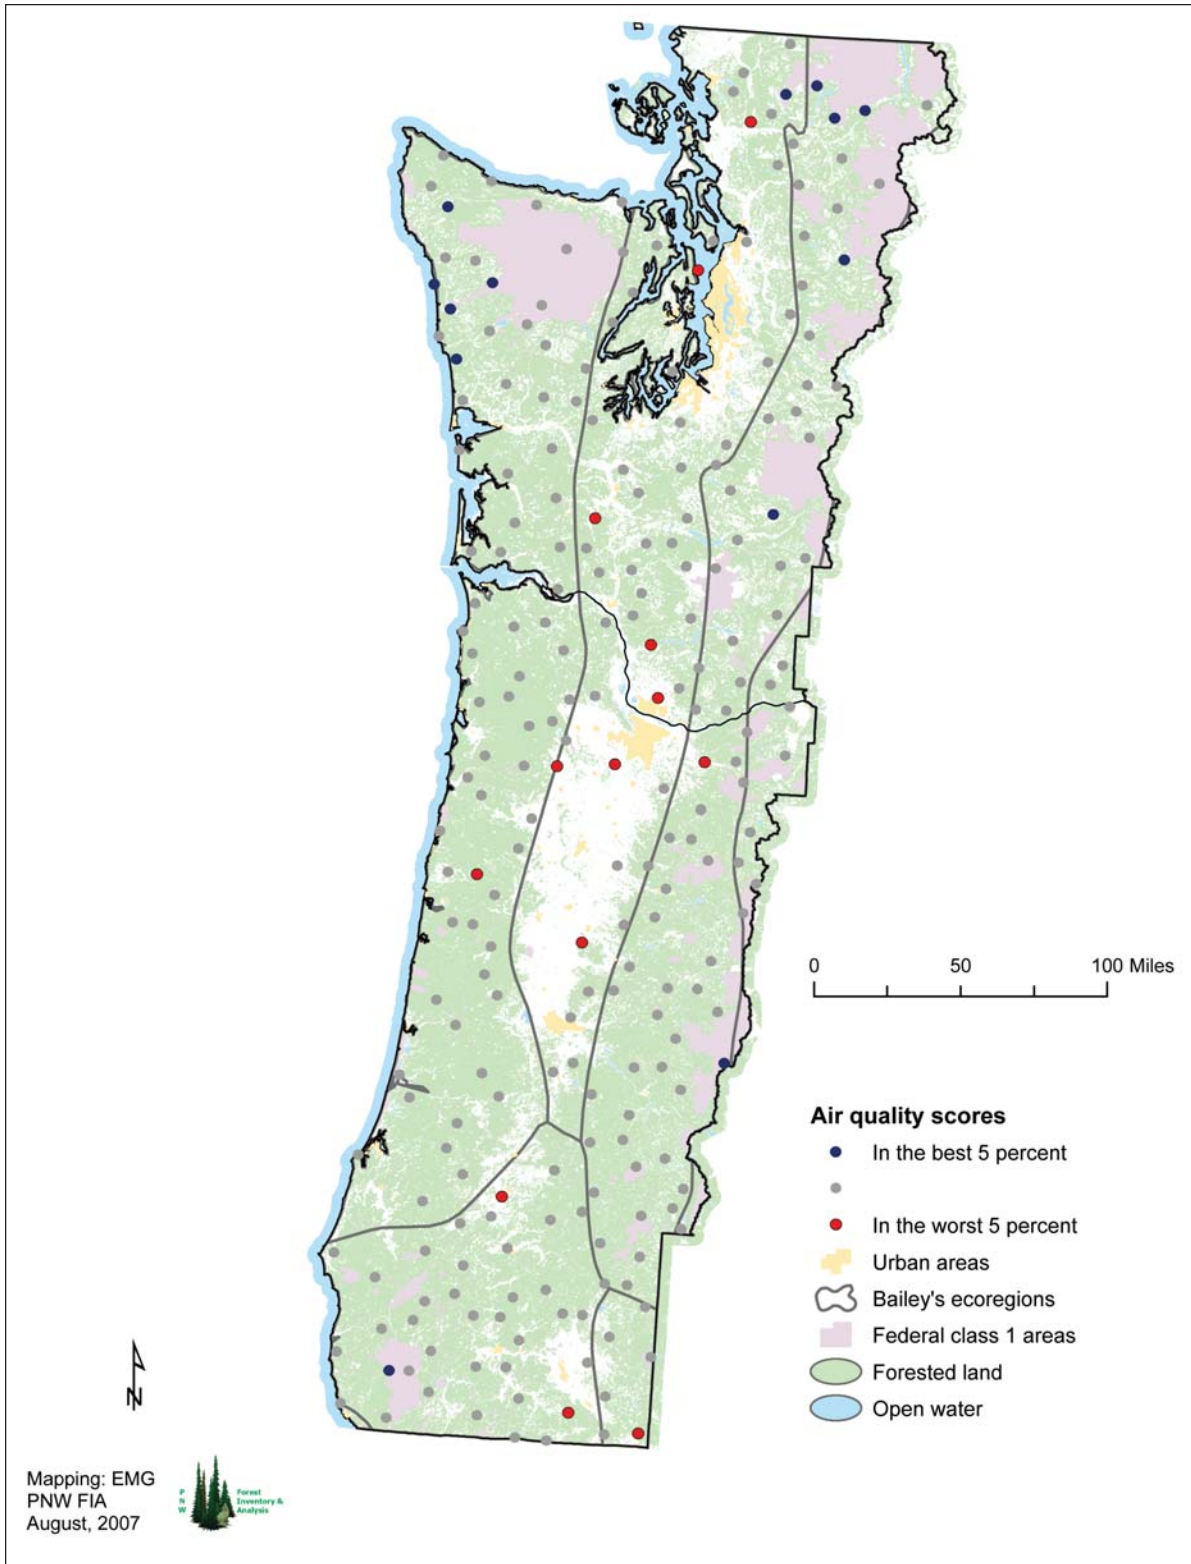 0 50 100 Miles
Air quality scores
In the best 5 percent
In the worst 5 percent
Urban areas
Bailey's ecoregions
Federal class 1 areas
Forested land
Open water
N
Mapping: EMG
PNW FIA
August, 2007
P
N
W
Forest
Inventory &
Analysis